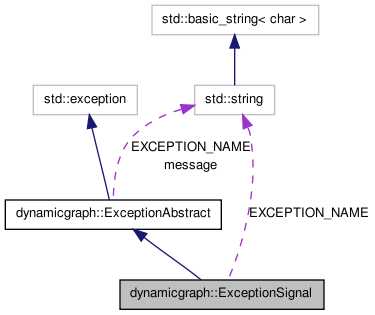 std::basic_string< char >
std::exception
std::string
EXCEPTION_NAME
message
dynamicgraph::ExceptionAbstract
EXCEPTION_NAME
dynamicgraph::ExceptionSignal